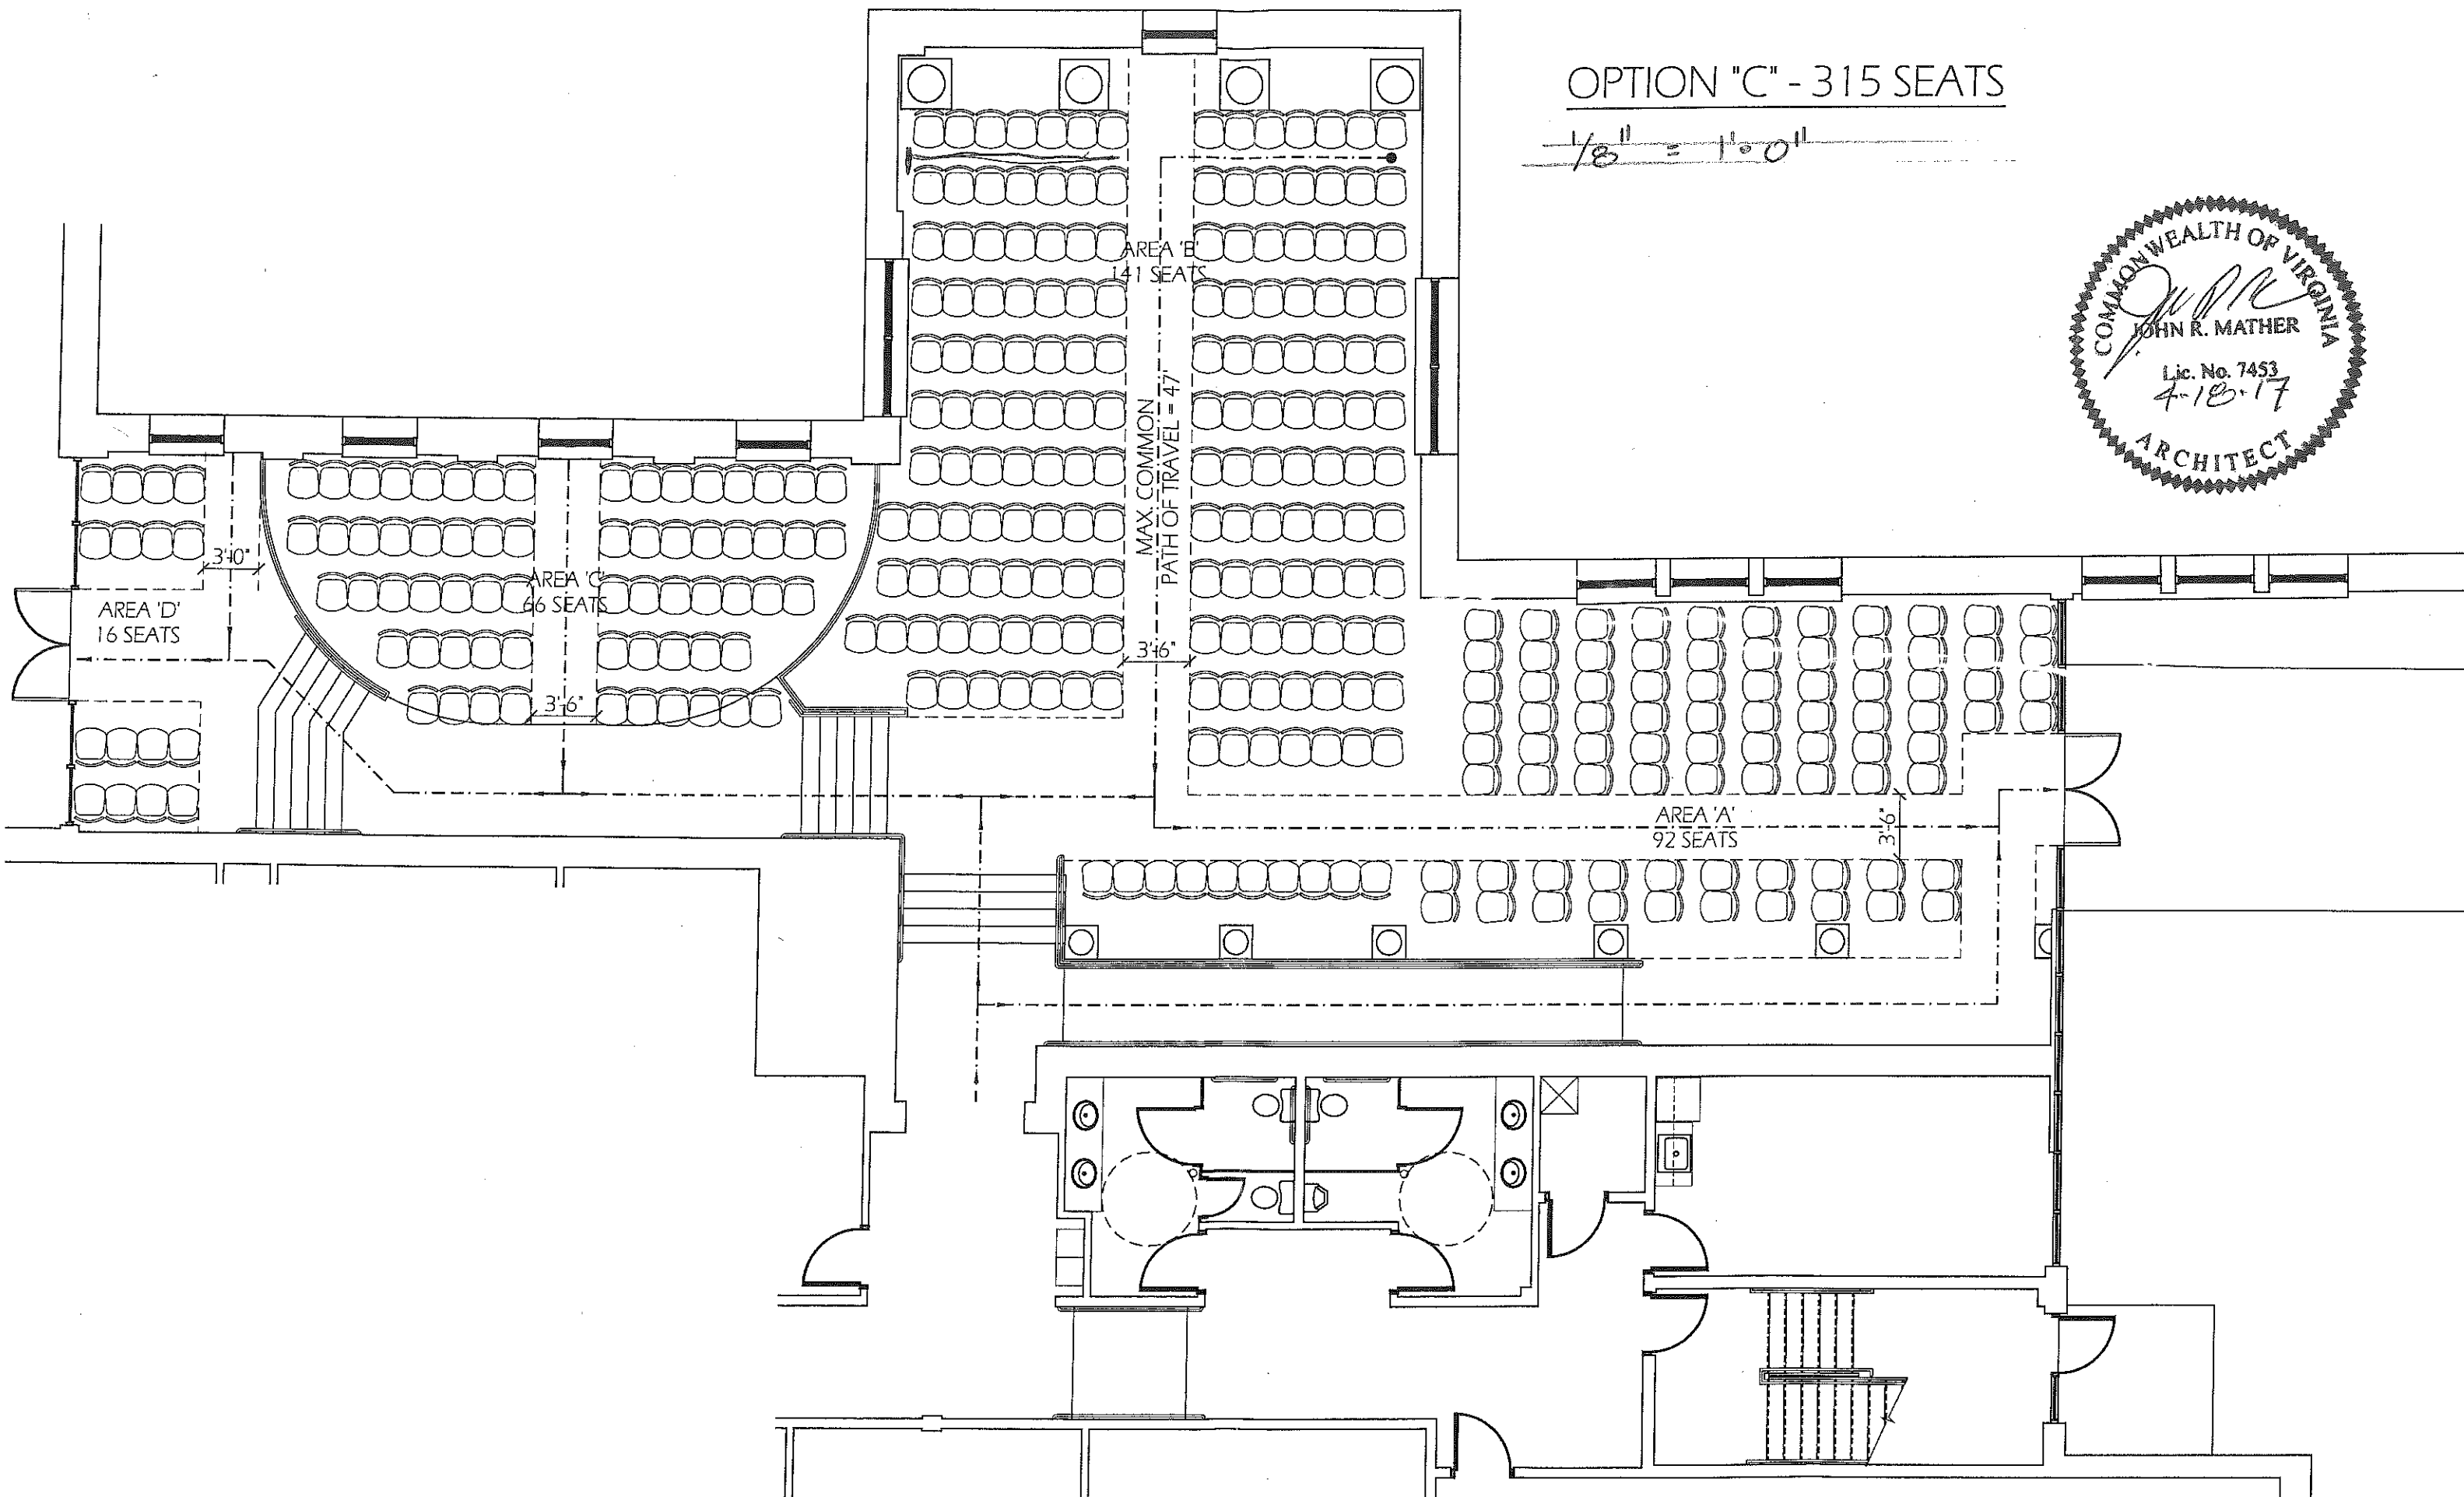 OPTION "C" - 315 SEATS
1/8" = 1'-0"
COMMONWEALTH OF VIRGINIA
JOHN R. MATHER
Lic. No. 7453
4-18-17
ARCHITECT
AREA 'B'
141 SEATS
MAX COMMON
PATH OF TRAVEL = 47'
3'-6"
AREA 'C'
66 SEATS
3'-6"
3'-0"
AREA 'D'
16 SEATS
AREA 'A'
92 SEATS
3'-6"